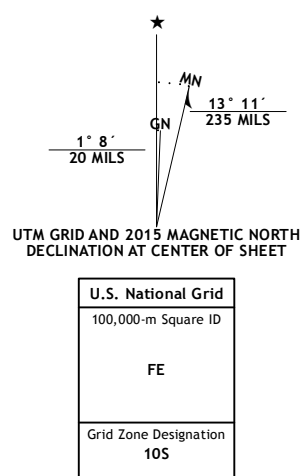 ★
MN
GN
13° 11´
235 MILS
1° 8´
20 MILS
UTM GRID AND 2015 MAGNETIC NORTH
DECLINATION AT CENTER OF SHEET
U.S. National Grid
100,000-m Square ID
FE
Grid Zone Designation
10S